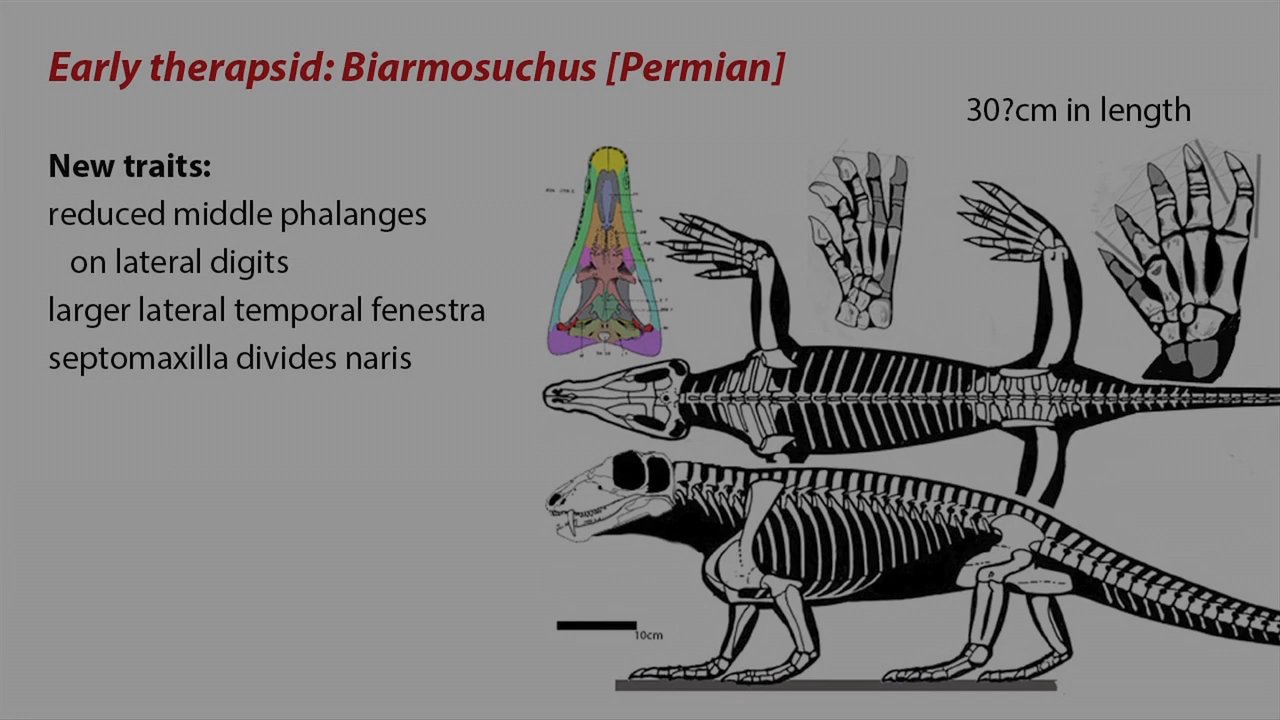 Early therapsid: Biarmosuchus [Permian]
30?cm in length
New traits:
reduced middle phalanges
on lateral digits
larger lateral temporal fenestra
septomaxilla divides naris
10cm